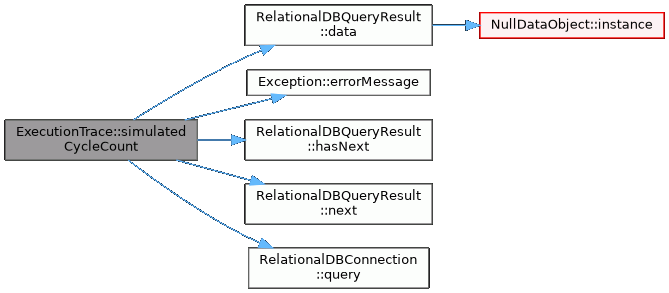 RelationalDBQueryResult
::data
NullDataObject::instance
Exception::errorMessage
ExecutionTrace::simulated
CycleCount
RelationalDBQueryResult
::hasNext
RelationalDBQueryResult
::next
RelationalDBConnection
::query